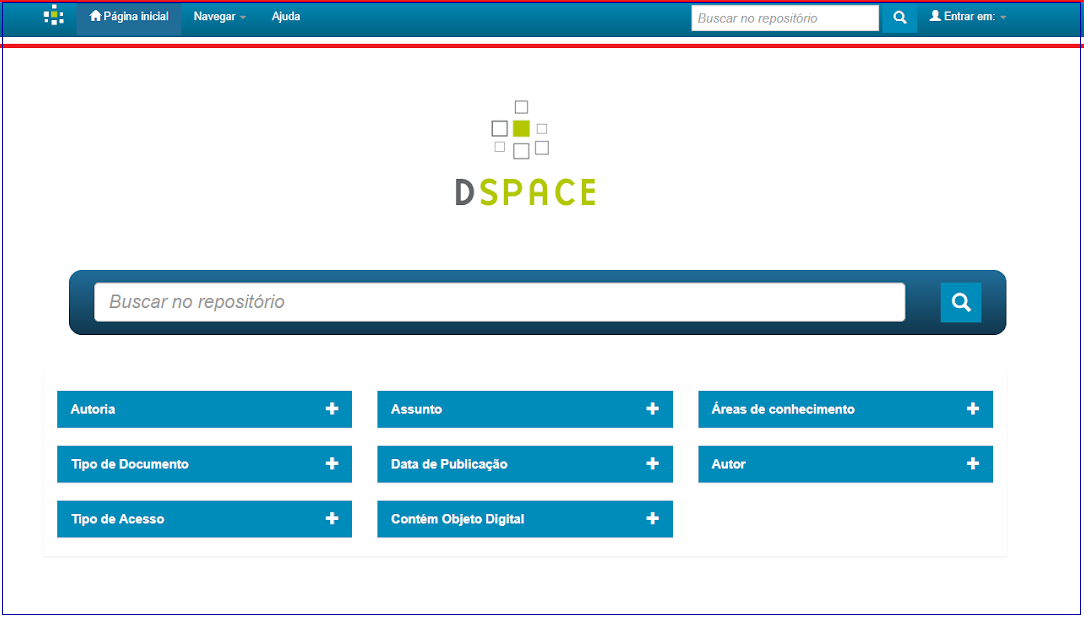 Página inicial Navegar Ajuda Buscar no repositório Entrar em:
DSPACE
Buscar no repositório
Autoria Assunto Áreas de conhecimento
Tipo de Documento Data de Publicação Autor
Tipo de Acesso Contém Objeto Digital